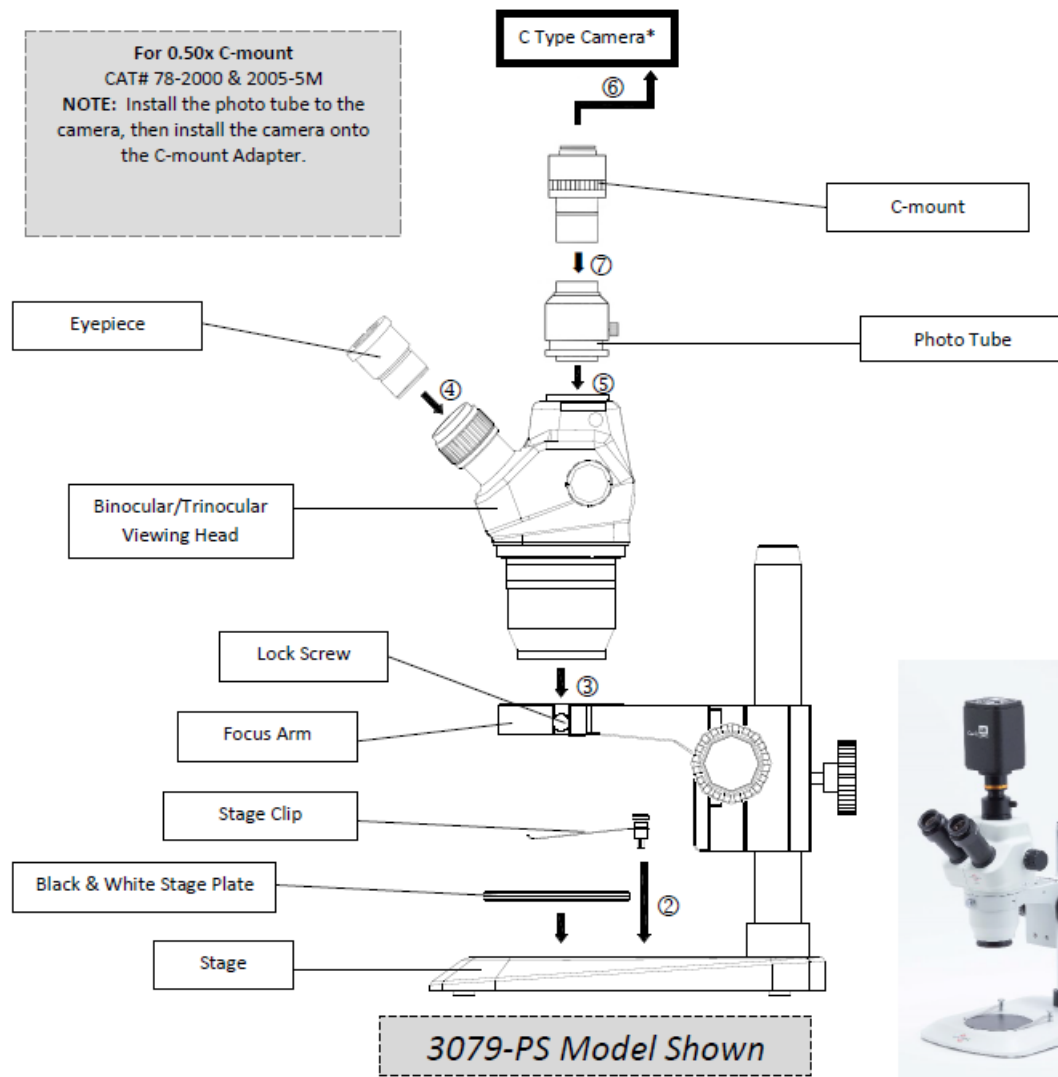 For 0.50x C-mount
CAT# 78-2000 & 2005-5M
NOTE: Install the photo tube to the
camera, then install the camera onto
the C-mount Adapter.
C Type Camera*
⑥
C-mount
⑦
Eyepiece
Photo Tube
④
⑤
Binocular/Trinocular
Viewing Head
Lock Screw
③
Focus Arm
Stage Clip
Black & White Stage Plate
②
Stage
3079-PS Model Shown